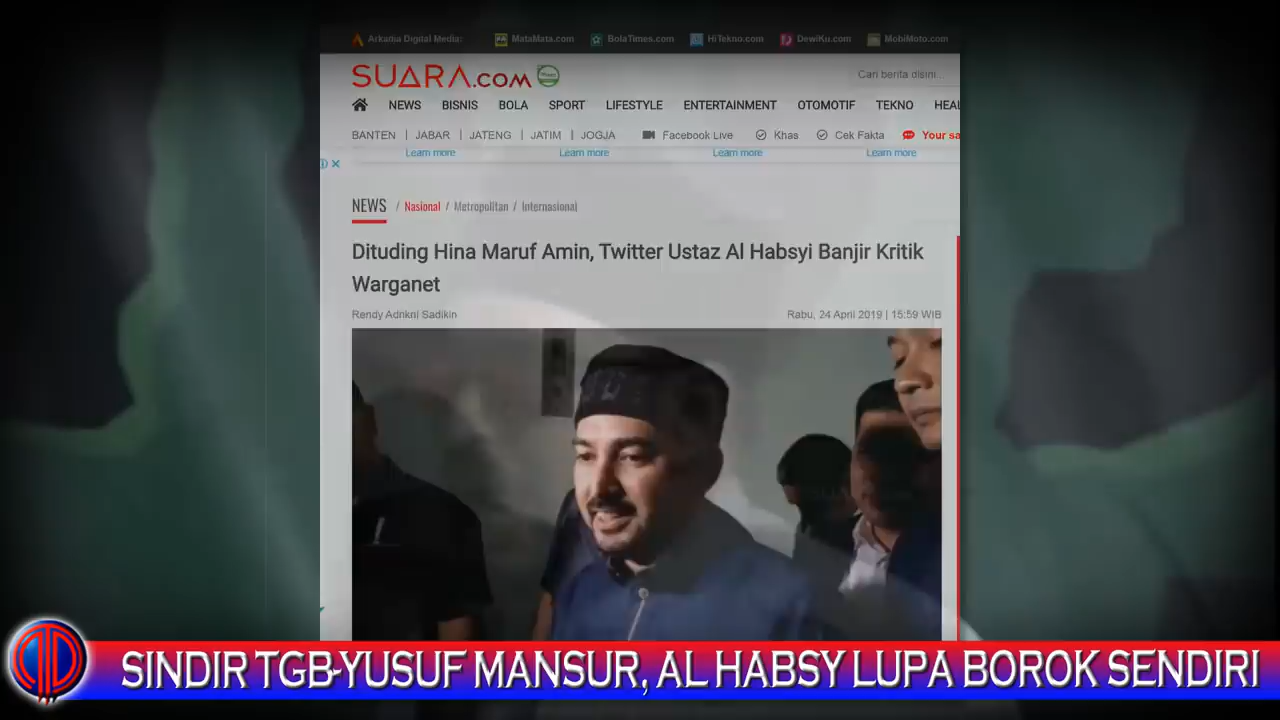 Arkadia Digital Media: MataMata.com BolaTimes.com HiTekno.com DewiKu.com MobiMoto.com
SUARA.COM
Cari berita disini...
NEWS BISNIS BOLA SPORT LIFESTYLE ENTERTAINMENT OTOMOTIF TEKNO HEAL
BANTEN | JABAR | JATENG | JATIM | JOGJA Facebook Live Khas Cek Fakta Your sa
Learn more Learn more Learn more Learn more
NEWS / Nasional / Metropolitan / Internasional
Dituding Hina Maruf Amin, Twitter Ustaz Al Habsyi Banjir Kritik
Warganet
Rendy Adrikni Sadikin
Rabu, 24 April 2019 | 15:59 WIB
SINDIR TGB-YUSUF MANSUR, AL HABSY LUPA BOROK SENDIRI